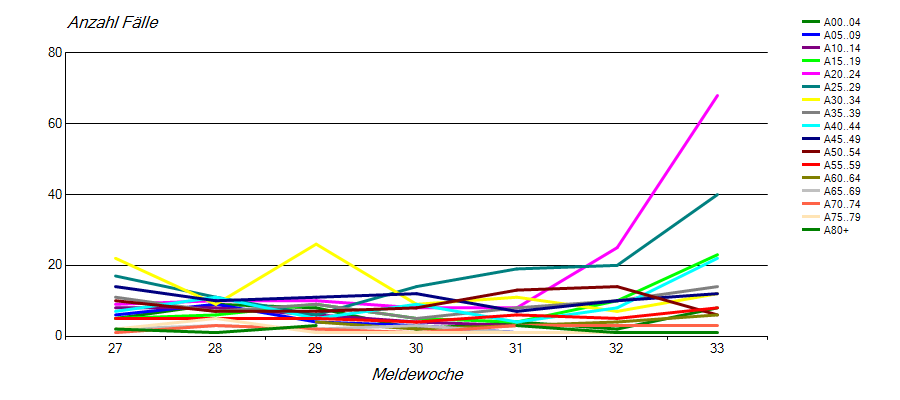 Anzahl Fälle
80
60
40
20
0
27 28 29 30 31 32 33
Meldewoche
A00..04
A05..09
A10..14
A15..19
A20..24
A25..29
A30..34
A35..39
A40..44
A45..49
A50..54
A55..59
A60..64
A65..69
A70..74
A75..79
A80+